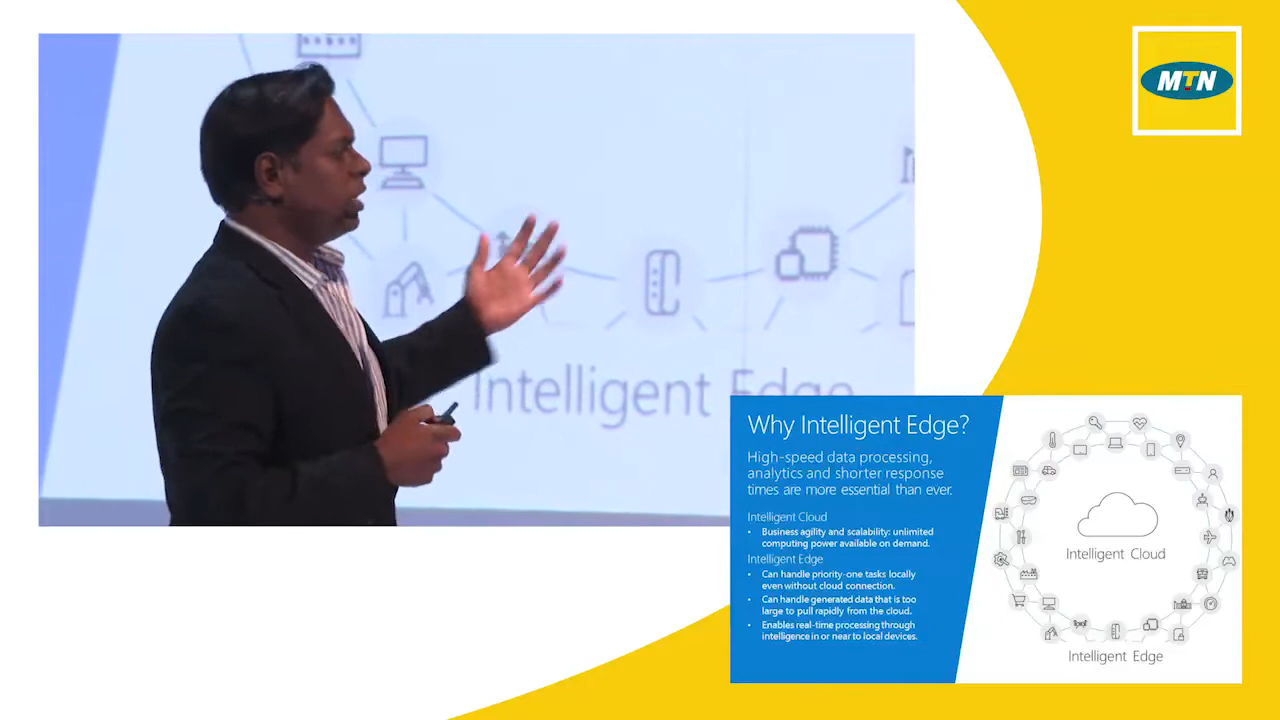 MTN
Intelligent Edge
Why Intelligent Edge?
High-speed data processing,
analytics and shorter response
times are more essential than ever.
Intelligent Cloud
• Business agility and scalability: unlimited
computing power available on demand.
Intelligent Edge
• Can handle priority-one tasks locally
even without cloud connection.
• Can handle generated data that is too
large to pull rapidly from the cloud.
• Enables real-time processing through
intelligence in or near to local devices.
Intelligent Cloud
Intelligent Edge